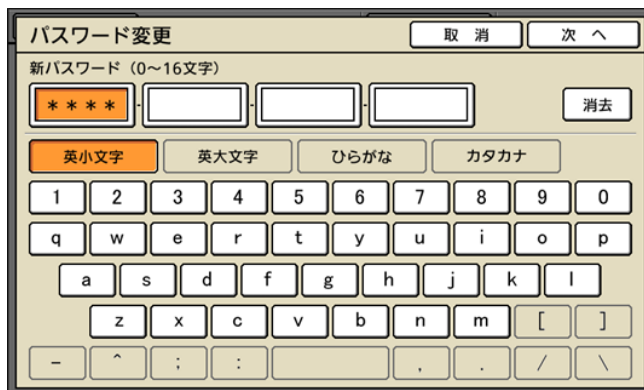 パスワード変更 取 消 次 へ
新パスワード（0～16文字）
＊＊＊＊ - - - 消去
英小文字 英大文字 ひらがな カタカナ
1 2 3 4 5 6 7 8 9 0
q w e r t y u i o p
a s d f g h j k l
z x c v b n m [ ]
- ^ ; : , . / \